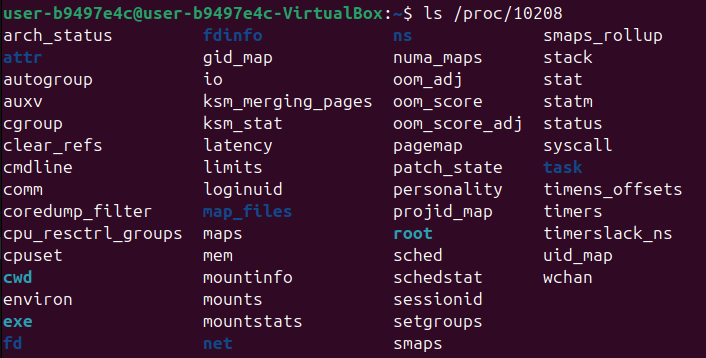 user-b9497e4c@user-b9497e4c-VirtualBox:~$ ls /proc/10208
arch_status fdinfo ns smaps_rollup
attr gid_map numa_maps stack
autogroup io oom_adj stat
auxv ksm_merging_pages oom_score statm
cgroup ksm_stat oom_score_adj status
clear_refs latency pagemap syscall
cmdline limits patch_state task
comm loginuid personality timens_offsets
coredump_filter map_files projid_map timers
cpu_resctrl_groups maps root timerslack_ns
cpuset mem sched uid_map
cwd mountinfo schedstat wchan
environ mounts sessionid
exe mountstats setgroups
fd net smaps